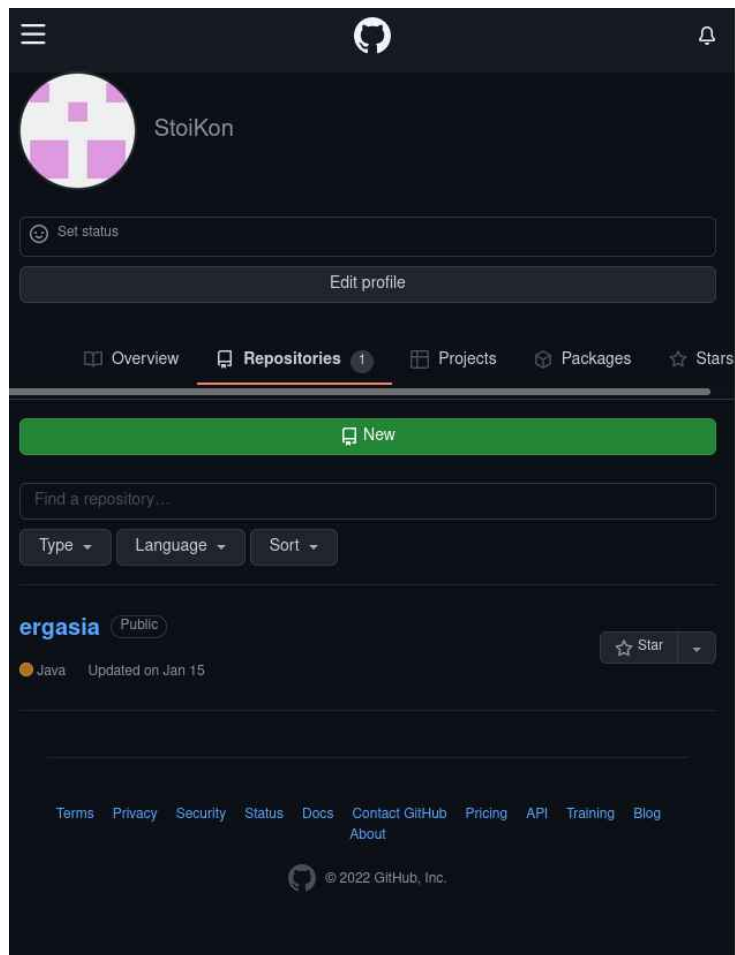 StoiKon
Set status
Edit profile
Overview Repositories 1 Projects Packages Stars
New
Find a repository...
Type Language Sort
ergasia Public
Star
Java Updated on Jan 15
Terms Privacy Security Status Docs Contact GitHub Pricing API Training Blog
About
© 2022 GitHub, Inc.